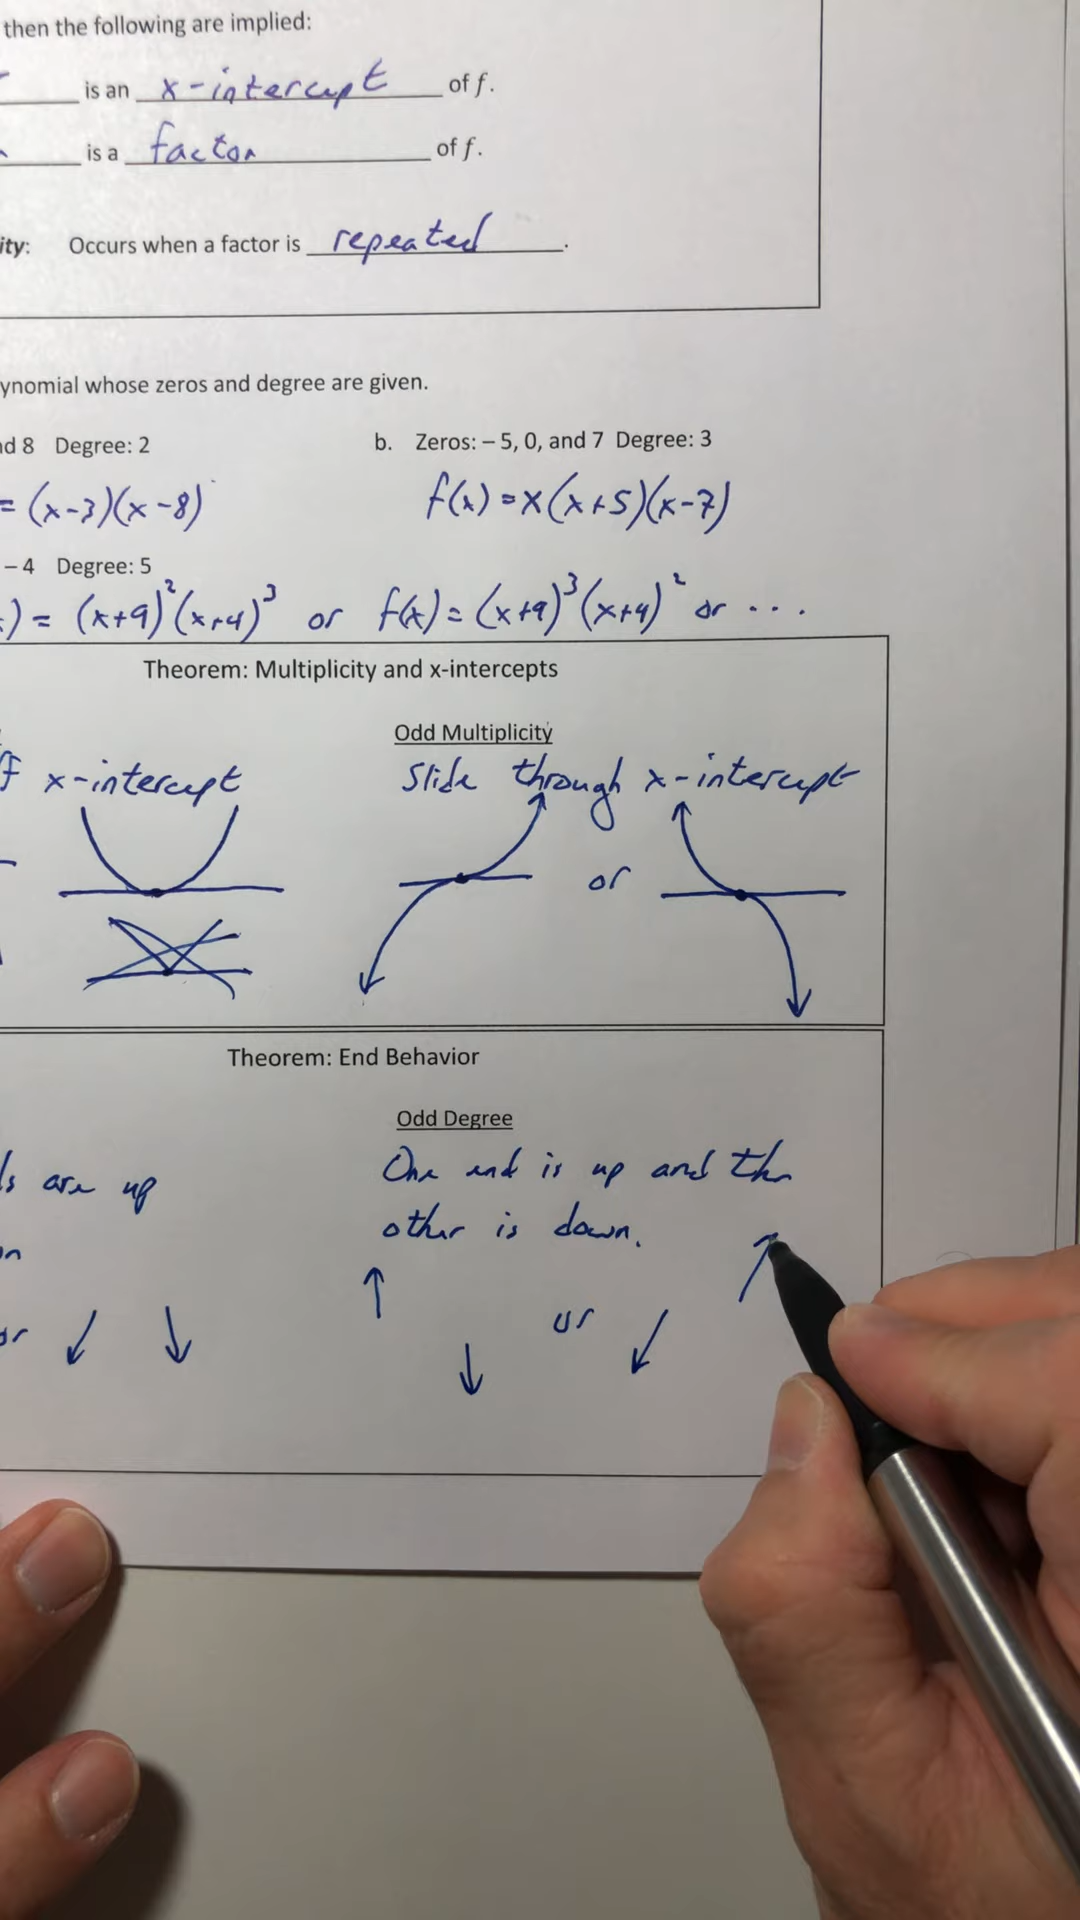 then the following are implied:
is an x-intercept of f.
is a factor of f.
ity: Occurs when a factor is repeated.
ynomial whose zeros and degree are given.
nd 8 Degree: 2
b. Zeros: – 5, 0, and 7 Degree: 3
= (x-3)(x-8)
f(x) = x(x+5)(x-7)
– 4 Degree: 5
) = (x+9)²(x+4)³ or f(x) = (x+9)³(x+4)² or ...
Theorem: Multiplicity and x-intercepts
Odd Multiplicity
x-intercept
Slide through x-intercept
or
Theorem: End Behavior
Odd Degree
ds are up
One end is up and the
other is down.
or
or